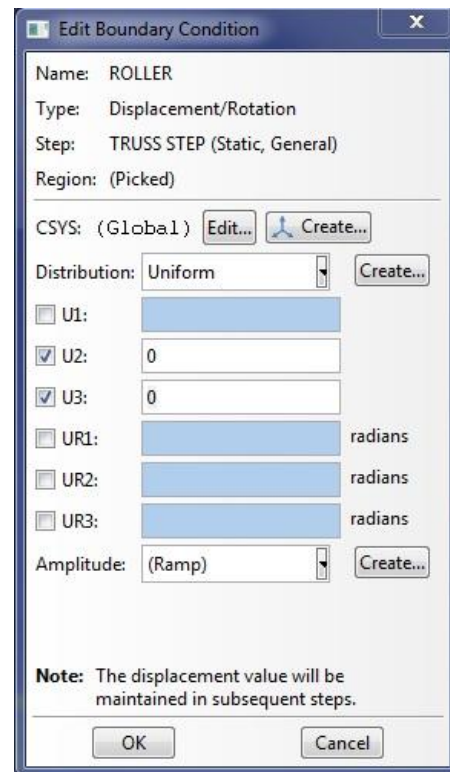 Edit Boundary Condition
x
Name: ROLLER
Type: Displacement/Rotation
Step: TRUSS STEP (Static, General)
Region: (Picked)
CSYS: (Global) Edit... Create...
Distribution: Uniform Create...
U1:
U2: 0
U3: 0
UR1: radians
UR2: radians
UR3: radians
Amplitude: (Ramp) Create...
Note: The displacement value will be
maintained in subsequent steps.
OK Cancel